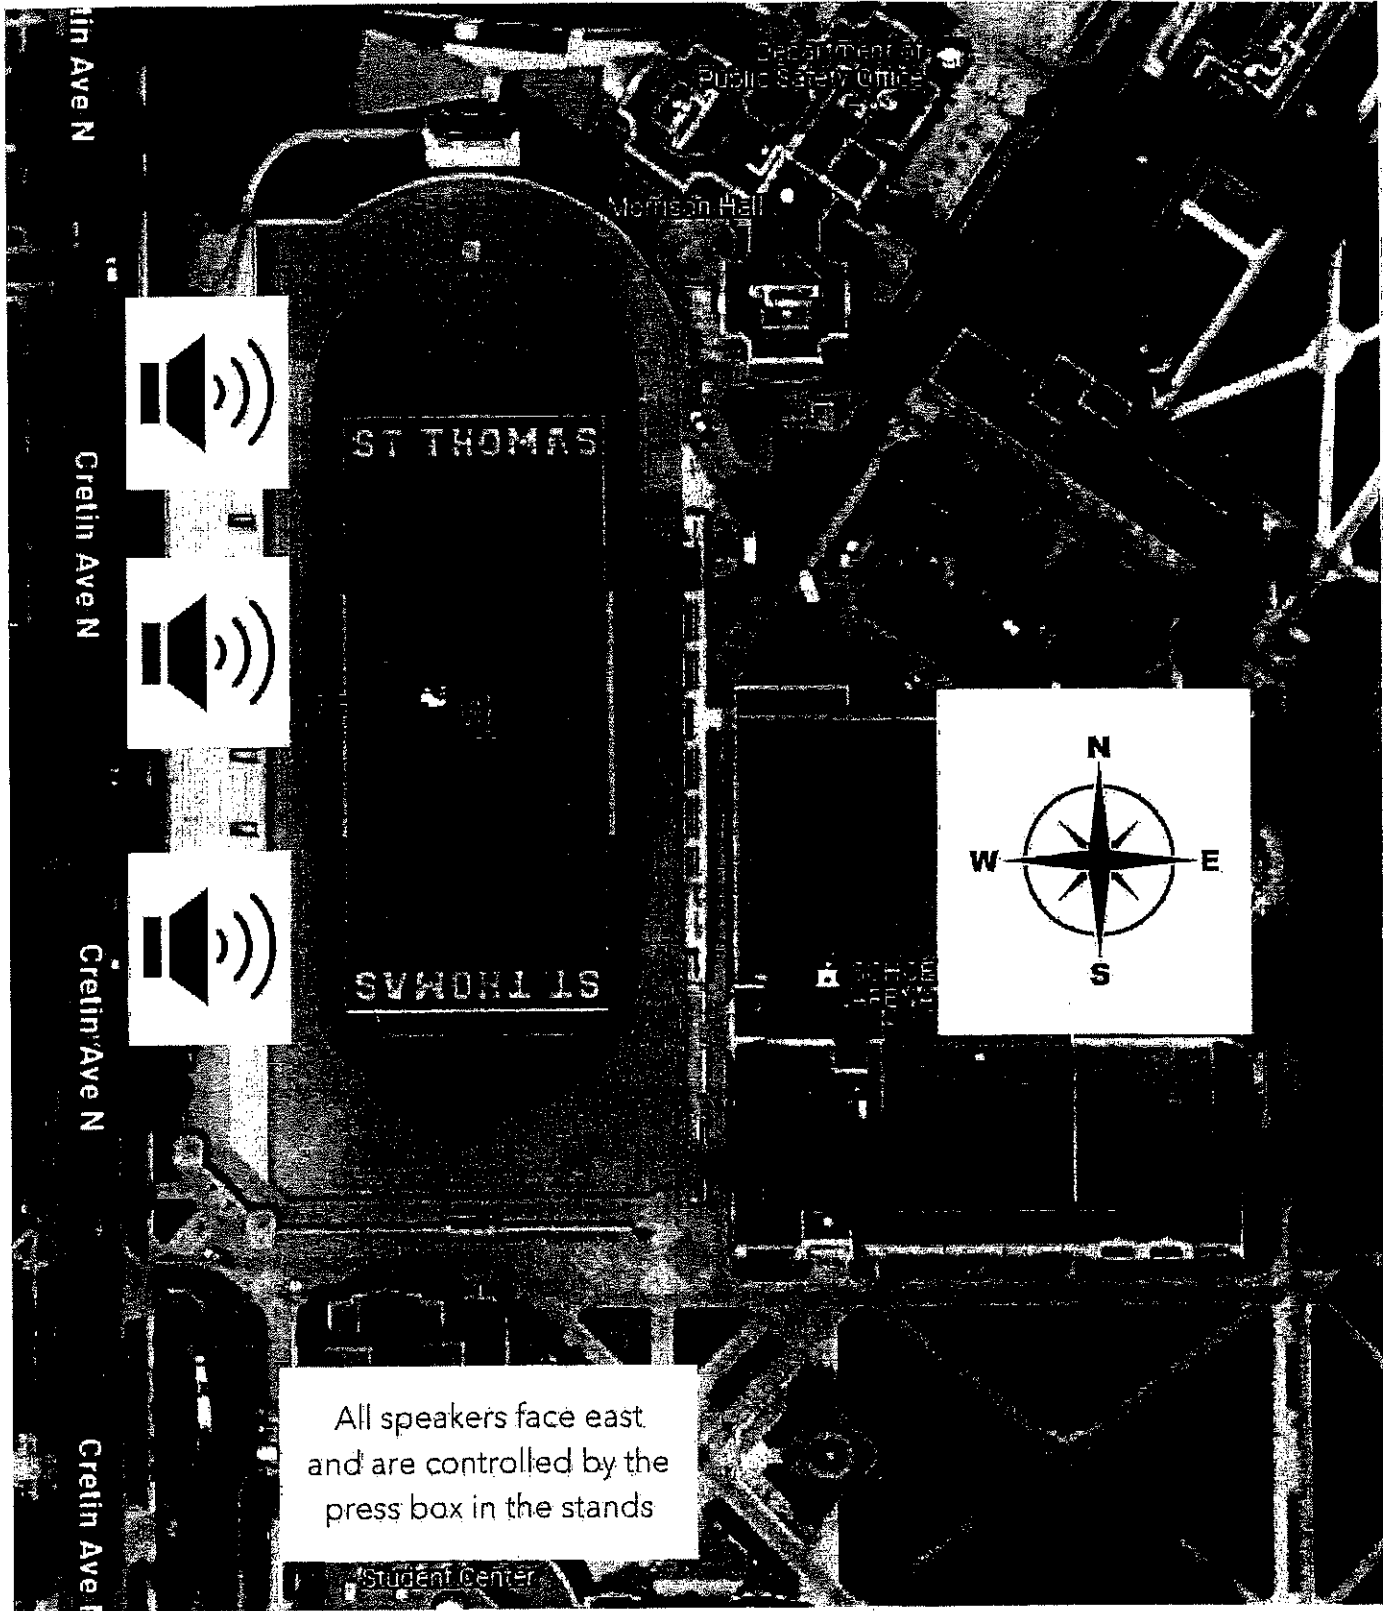 tin Ave N
Department of
Public Safety Office
Morrison Hall
ST THOMAS
Cretin Ave N
N
W
E
S
ST THOMAS
Cretin Ave N
All speakers face east
and are controlled by the
press box in the stands
Cretin Ave
Student Center